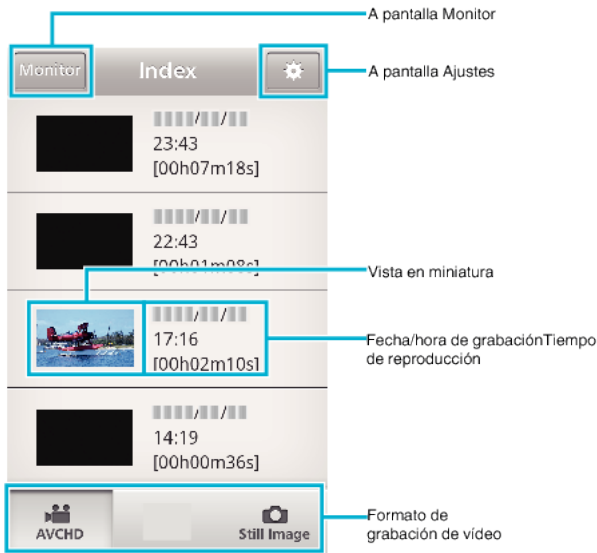 A pantalla Monitor
Monitor
Index
A pantalla Ajustes
23:43
[00h07m18s]
22:43
[00h01m08s]
Vista en miniatura
17:16
[00h02m10s]
Fecha/hora de grabaciónTiempo
de reproducción
14:19
[00h00m36s]
AVCHD
Still Image
Formato de
grabación de vídeo